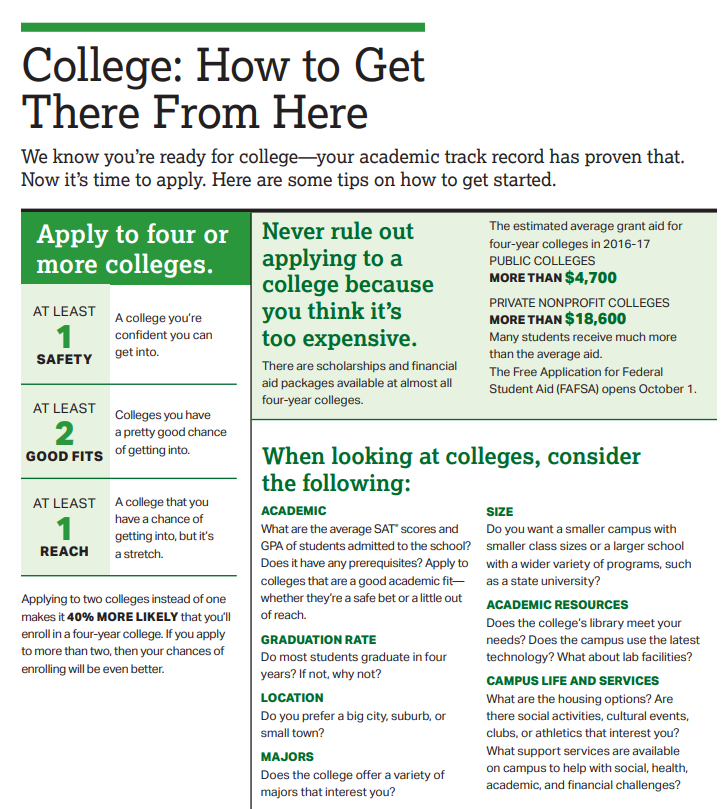 College: How to Get
There From Here
We know you’re ready for college—your academic track record has proven that.
Now it’s time to apply. Here are some tips on how to get started.
Apply to four or
more colleges.
AT LEAST
1
SAFETY
A college you’re
confident you can
get into.
AT LEAST
2
GOOD FITS
Colleges you have
a pretty good chance
of getting into.
AT LEAST
1
REACH
A college that you
have a chance of
getting into, but it’s
a stretch.
Applying to two colleges instead of one
makes it 40% MORE LIKELY that you’ll
enroll in a four-year college. If you apply
to more than two, then your chances of
enrolling will be even better.
Never rule out
applying to a
college because
you think it’s
too expensive.
There are scholarships and financial
aid packages available at almost all
four-year colleges.
The estimated average grant aid for
four-year colleges in 2016-17
PUBLIC COLLEGES
MORE THAN $4,700
PRIVATE NONPROFIT COLLEGES
MORE THAN $18,600
Many students receive much more
than the average aid.
The Free Application for Federal
Student Aid (FAFSA) opens October 1.
When looking at colleges, consider
the following:
ACADEMIC
What are the average SAT® scores and
GPA of students admitted to the school?
Does it have any prerequisites? Apply to
colleges that are a good academic fit—
whether they’re a safe bet or a little out
of reach.
GRADUATION RATE
Do most students graduate in four
years? If not, why not?
LOCATION
Do you prefer a big city, suburb, or
small town?
MAJORS
Does the college offer a variety of
majors that interest you?
SIZE
Do you want a smaller campus with
smaller class sizes or a larger school
with a wider variety of programs, such
as a state university?
ACADEMIC RESOURCES
Does the college’s library meet your
needs? Does the campus use the latest
technology? What about lab facilities?
CAMPUS LIFE AND SERVICES
What are the housing options? Are
there social activities, cultural events,
clubs, or athletics that interest you?
What support services are available
on campus to help with social, health,
academic, and financial challenges?